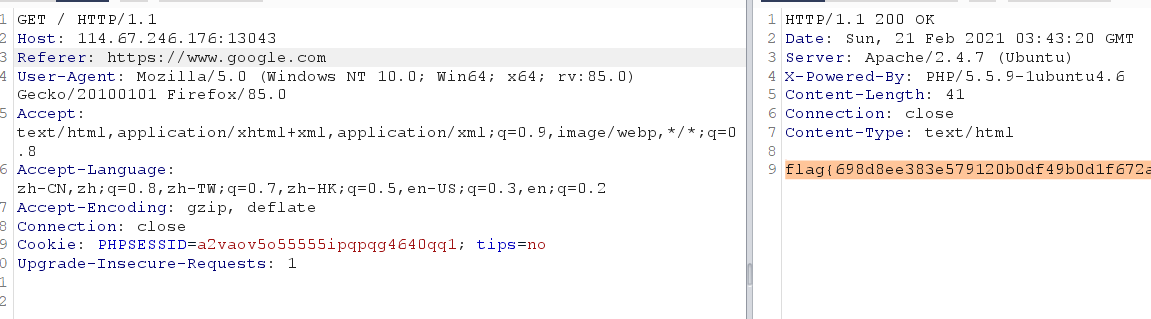 1 GET / HTTP/1.1
2 Host: 114.67.246.176:13043
3 Referer: https://www.google.com
4 User-Agent: Mozilla/5.0 (Windows NT 10.0; Win64; x64; rv:85.0)
Gecko/20100101 Firefox/85.0
5 Accept:
text/html,application/xhtml+xml,application/xml;q=0.9,image/webp,*/*;q=0
.8
6 Accept-Language:
zh-CN,zh;q=0.8,zh-TW;q=0.7,zh-HK;q=0.5,en-US;q=0.3,en;q=0.2
7 Accept-Encoding: gzip, deflate
8 Connection: close
9 Cookie: PHPSESSID=a2vaov5o55555ipqpqg4640qq1; tips=no
0 Upgrade-Insecure-Requests: 1
1
2
1 HTTP/1.1 200 OK
2 Date: Sun, 21 Feb 2021 03:43:20 GMT
3 Server: Apache/2.4.7 (Ubuntu)
4 X-Powered-By: PHP/5.5.9-1ubuntu4.6
5 Content-Length: 41
6 Connection: close
7 Content-Type: text/html
8
9 flag{698d8ee383e579120b0df49b0d1f672a